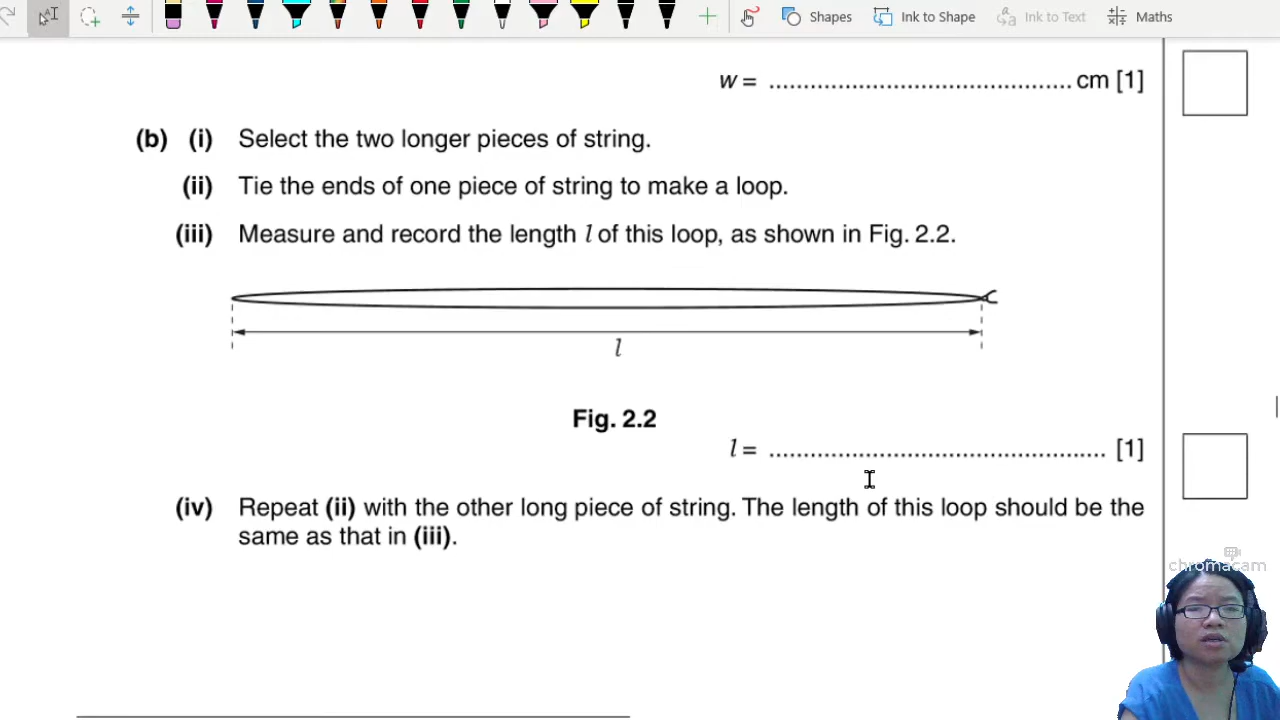 Shapes
Ink to Shape
Ink to Text
Maths
w = ............................................ cm [1]
(b) (i) Select the two longer pieces of string.
(ii) Tie the ends of one piece of string to make a loop.
(iii) Measure and record the length l of this loop, as shown in Fig. 2.2.
l
Fig. 2.2
l = ................................................. [1]
(iv) Repeat (ii) with the other long piece of string. The length of this loop should be the
same as that in (iii).
chromacam